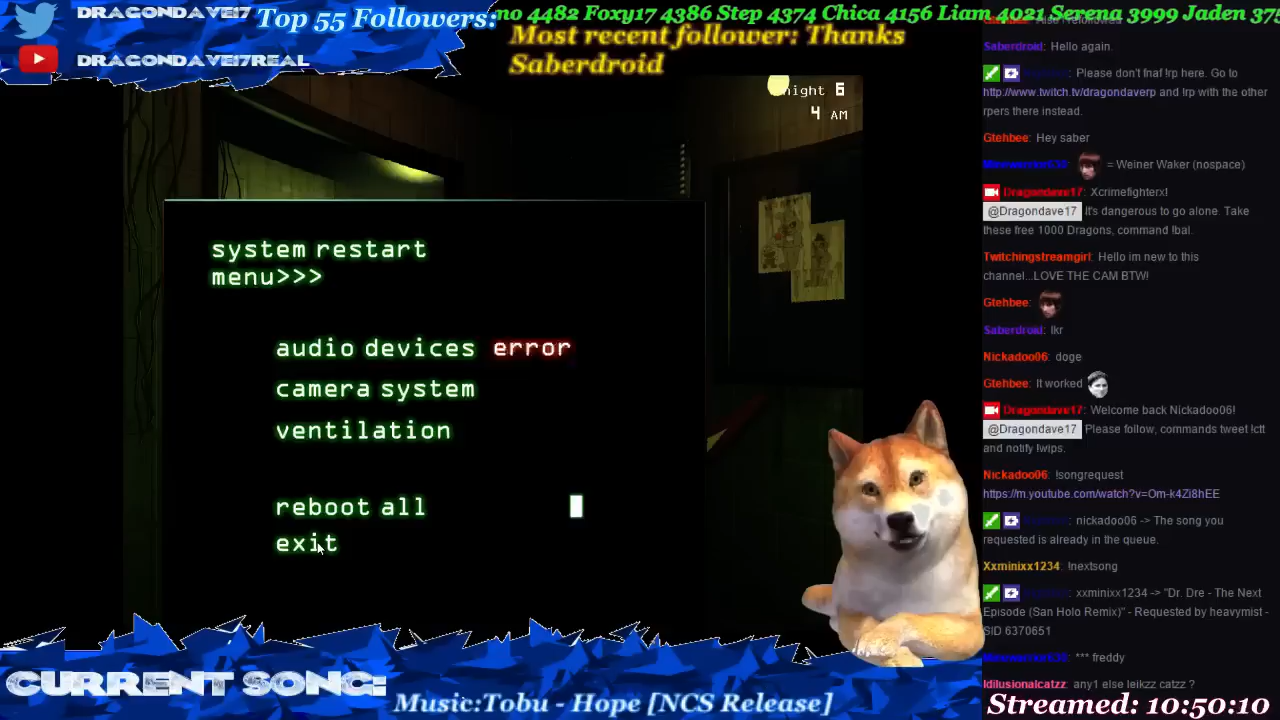 DRAGONDAVE17
Top 55 Followers:
no 4482 Foxy17 4386 Step 4374 Chica 4156 Liam 4021 Serena 3999 Jaden
DRAGONDAVE17REAL
Most recent follower: Thanks
Saberdroid
Night 6
4 AM
system restart
menu>>>
audio devices error
camera system
ventilation
reboot all
exit
Saberdroid: Hello again.
: Please don't fnaf !rp here. Go to
http://www.twitch.tv/dragondaverp and !rp with the other
rpers there instead.
Gtehbee: Hey saber
= Weiner Waker (nospace)
Dragondave17: Xcrimefighterx!
@Dragondave17 It's dangerous to go alone. Take
these free 1000 Dragons, command !bal.
Twitchingstreamgirl: Hello im new to this
channel...LOVE THE CAM BTW!
Gtehbee:
Saberdroid: Ikr
Nickadoo06: doge
Gtehbee: It worked
Dragondave17: Welcome back Nickadoo06!
@Dragondave17 Please follow, commands tweet !ctt
and notify !wips.
Nickadoo06: !songrequest
https://m.youtube.com/watch?v=Om-k4Zi8hEE
: nickadoo06 -> The song you
requested is already in the queue.
Xxminixx1234 !nextsong
: xxminixx1234 -> "Dr. Dre - The Next
Episode (San Holo Remix)" - Requested by heavymist -
SID 6370651
: *** freddy
Idilusionalcatzz: any1 else leikzz catzz ?
CURRENT SONG:
Music:Tobu - Hope [NCS Release]
Streamed: 10:50:10